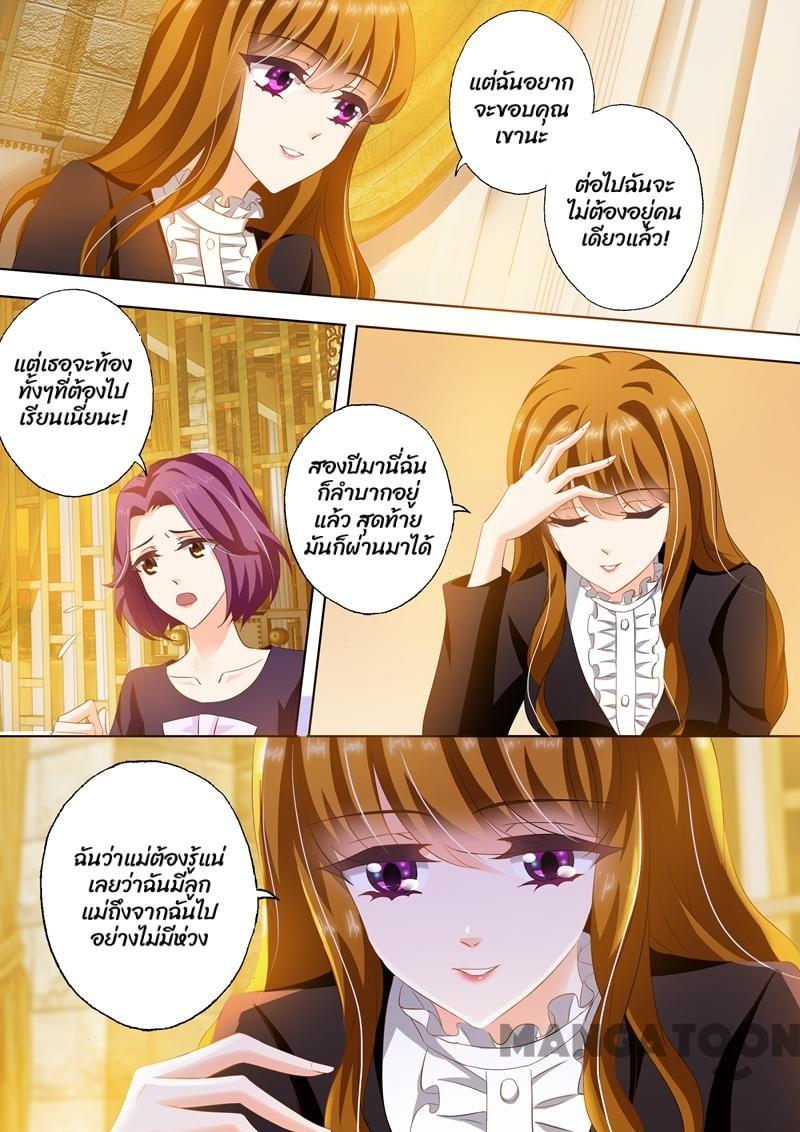 แต่ฉันอยาก
จะขอบคุณ
เขานะ
ต่อไปฉันจะ
ไม่ต้องอยู่คน
เดียวแล้ว!
แต่เธอจะท้อง
ทั้งๆที่ต้องไป
เรียนเนี่ยนะ!
สองปีมานี่ฉัน
ก็ลำบากอยู่
แล้ว สุดท้าย
มันก็ผ่านมาได้
ฉันว่าแม่ต้องรู้แน่
เลยว่าฉันมีลูก
แม่ถึงจากฉันไป
อย่างไม่มีห่วง
MANGATOON